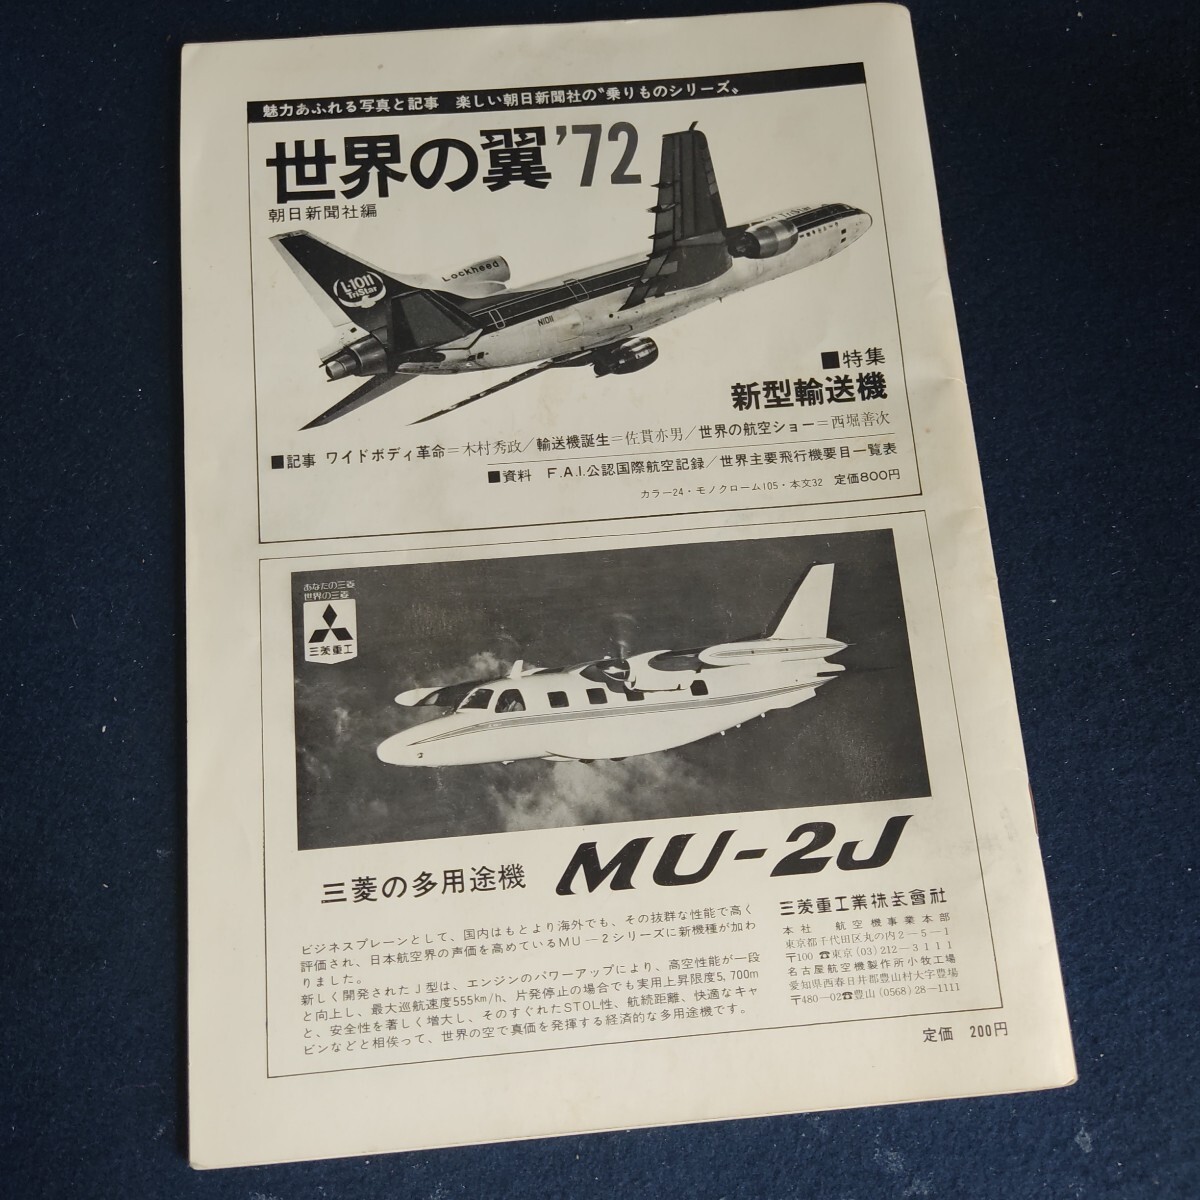 魅力あふれる写真と記事 楽しい朝日新聞社の〝乗りものシリーズ〟
世界の翼'72
朝日新聞社編
L-1011
TriStar
Lockheed
N1011
TriStar
■特集
新型輸送機
■記事 ワイドボディ革命=木村秀政/輸送機誕生=佐貫亦男/世界の航空ショー=西堀善次
■資料 F.A.I.公認国際航空記録/世界主要飛行機要目一覧表
カラー24・モノクローム105・本文32 定価800円
あなたの三菱
世界の三菱
三菱重工
三菱の多用途機 MU-2J
ビジネスプレーンとして、国内はもとより海外でも、その抜群な性能で高く
評価され、日本航空界の声価を高めているMU-2シリーズに新機種が加わ
りました。
新しく開発されたJ型は、エンジンのパワーアップにより、高空性能が一段
と向上し、最大巡航速度555km/h、片発停止の場合でも実用上昇限度5,700m
と、安全性を著しく増大し、そのすぐれたSTOL性、航続距離、快適なキャ
ビンなどと相俟って、世界の空で真価を発揮する経済的な多用途機です。
三菱重工業株式會社
本社 航空機事業本部
東京都千代田区丸の内2-5-1
〒100 ☎東京(03)212-3111
名古屋航空機製作所小牧工場
愛知県西春日井郡豊山村大字豊場
〒480-02☎豊山(0568)28-1111
定価 200円